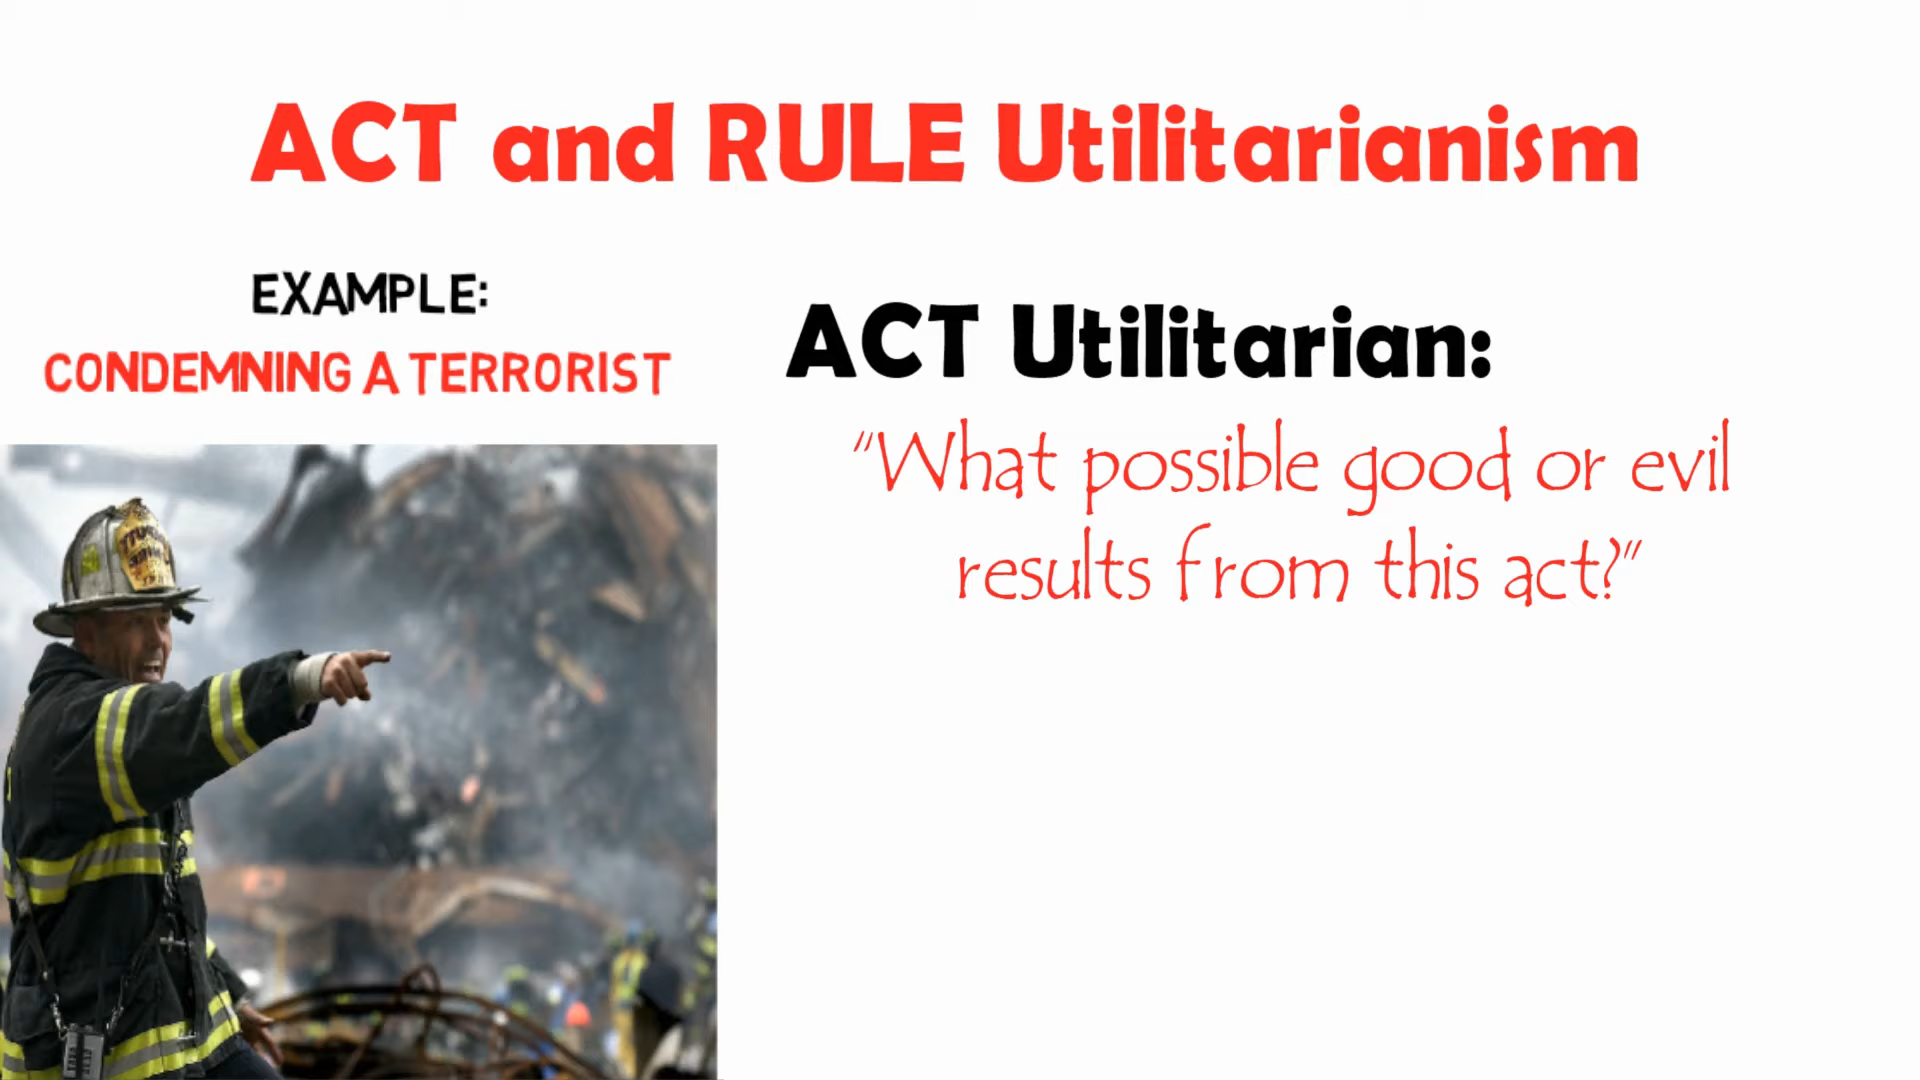 ACT and RULE Utilitarianism
EXAMPLE:
CONDEMNING A TERRORIST
ACT Utilitarian:
"What possible good or evil
results from this act?"